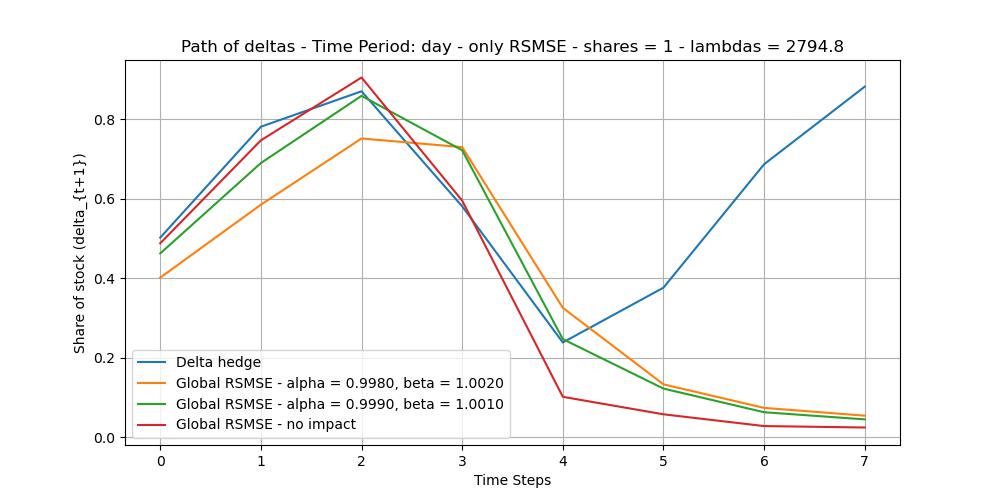 Path of deltas - Time Period: day - only RSMSE - shares = 1 - lambdas = 2794.8
Share of stock (delta_{t+1})
0.8
0.6
0.4
0.2
0.0
Delta hedge
Global RSMSE - alpha = 0.9980, beta = 1.0020
Global RSMSE - alpha = 0.9990, beta = 1.0010
Global RSMSE - no impact
0 1 2 3 4 5 6 7
Time Steps